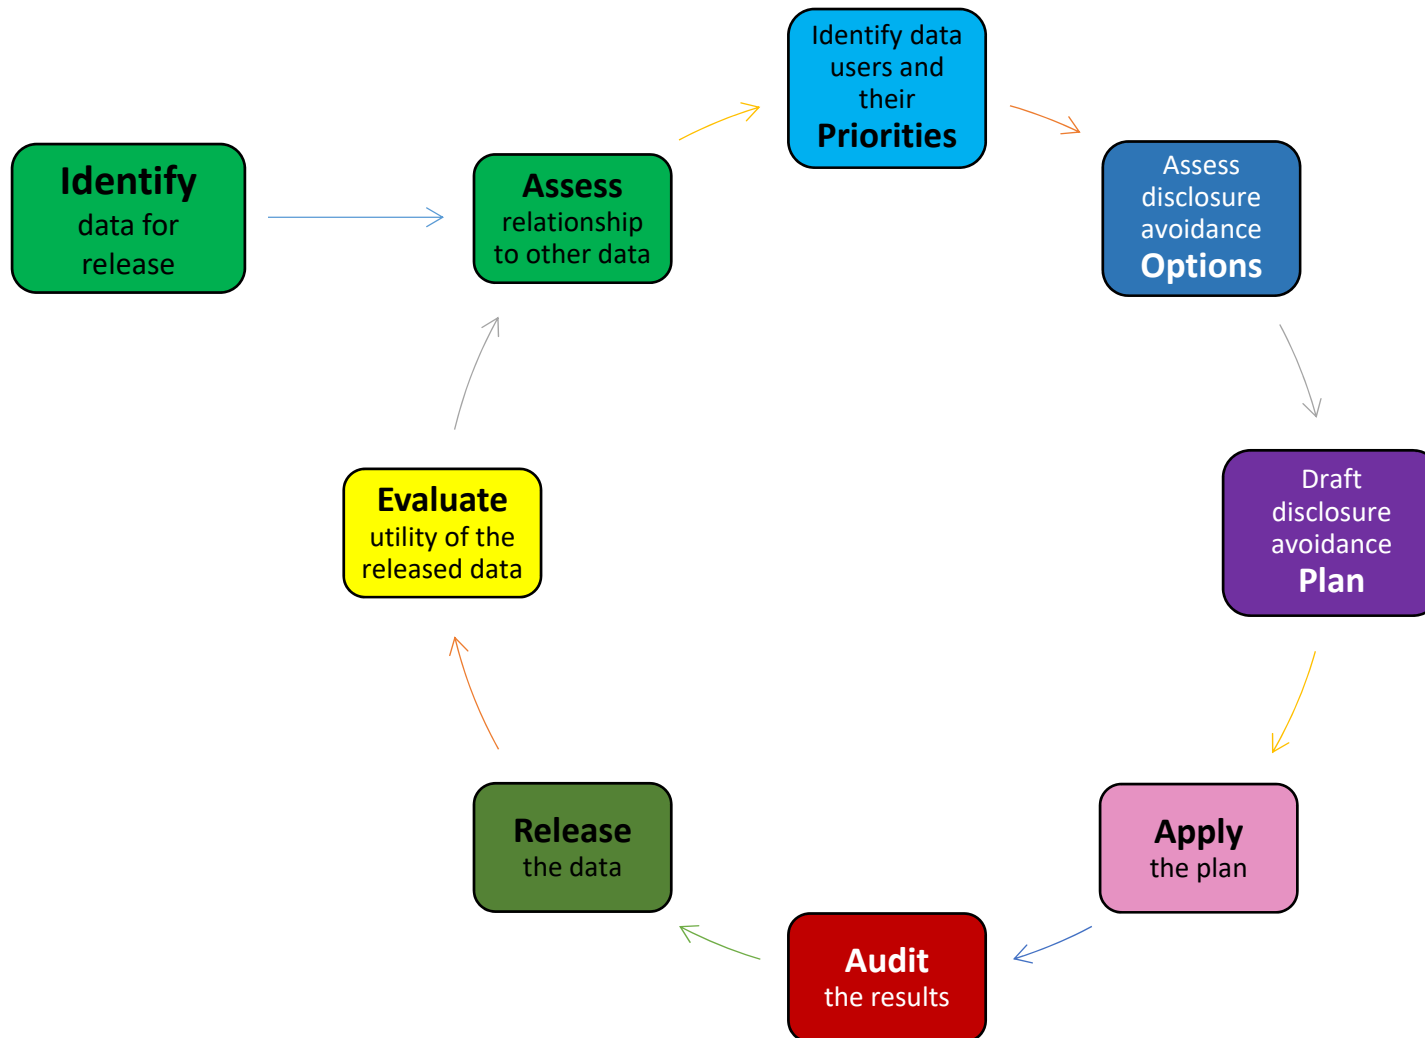 Identify
data for
release
Assess
relationship
to other data
Identify data
users and
their
Priorities
Assess
disclosure
avoidance
Options
Draft
disclosure
avoidance
Plan
Apply
the plan
Audit
the results
Release
the data
Evaluate
utility of the
released data